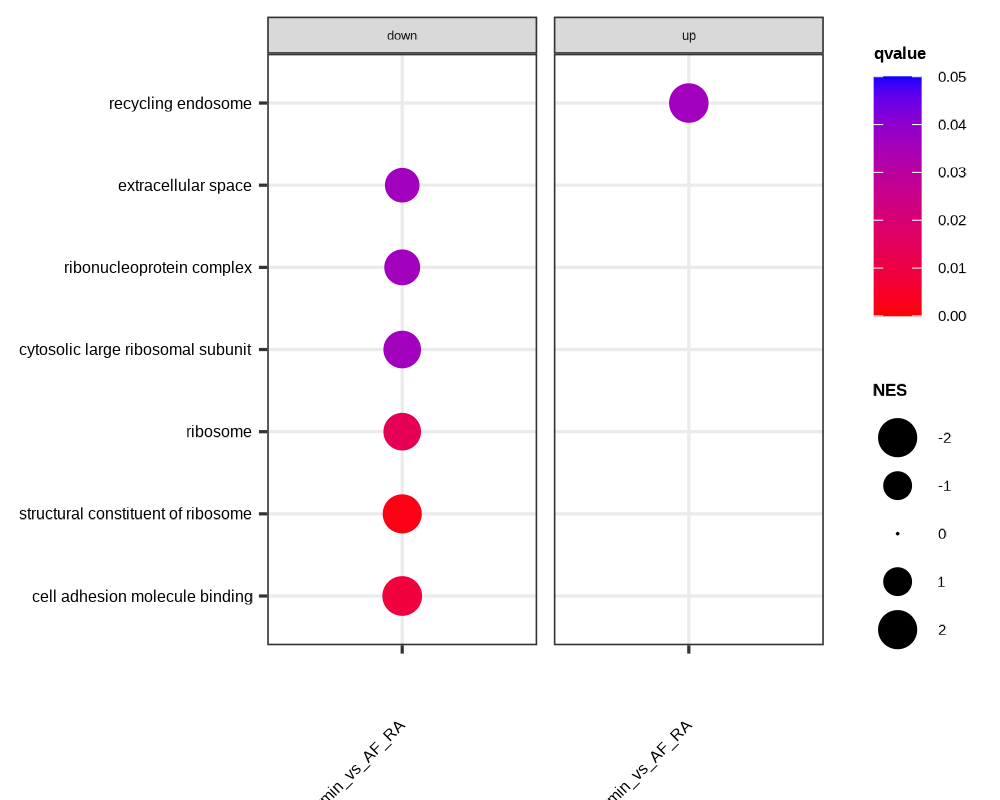 down
up
recycling endosome
extracellular space
ribonucleoprotein complex
cytosolic large ribosomal subunit
ribosome
structural constituent of ribosome
cell adhesion molecule binding
min_vs_AF_RA
min_vs_AF_RA
qvalue
0.05
0.04
0.03
0.02
0.01
0.00
NES
-2
-1
0
1
2